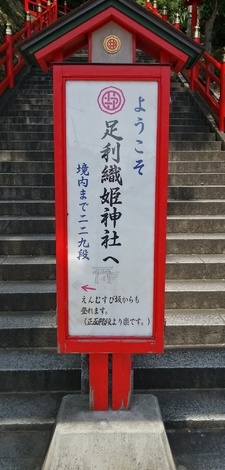 ようこそ
足利織姫神社へ
境内まで二二九段
えんむすび坂からも
登れます。
(正面階段より楽です。)